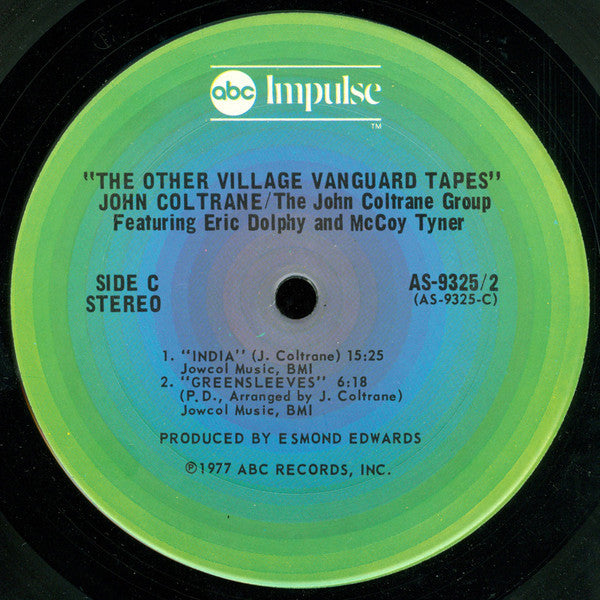 abc Impulse
TM
"THE OTHER VILLAGE VANGUARD TAPES"
JOHN COLTRANE/The John Coltrane Group
Featuring Eric Dolphy and McCoy Tyner
SIDE C
STEREO
AS-9325/2
(AS-9325-C)
1. "INDIA" (J. Coltrane) 15:25
Jowcol Music, BMI
2. "GREENSLEEVES" 6:18
(P.D., Arranged by J. Coltrane)
Jowcol Music, BMI
PRODUCED BY ESMOND EDWARDS
℗1977 ABC RECORDS, INC.